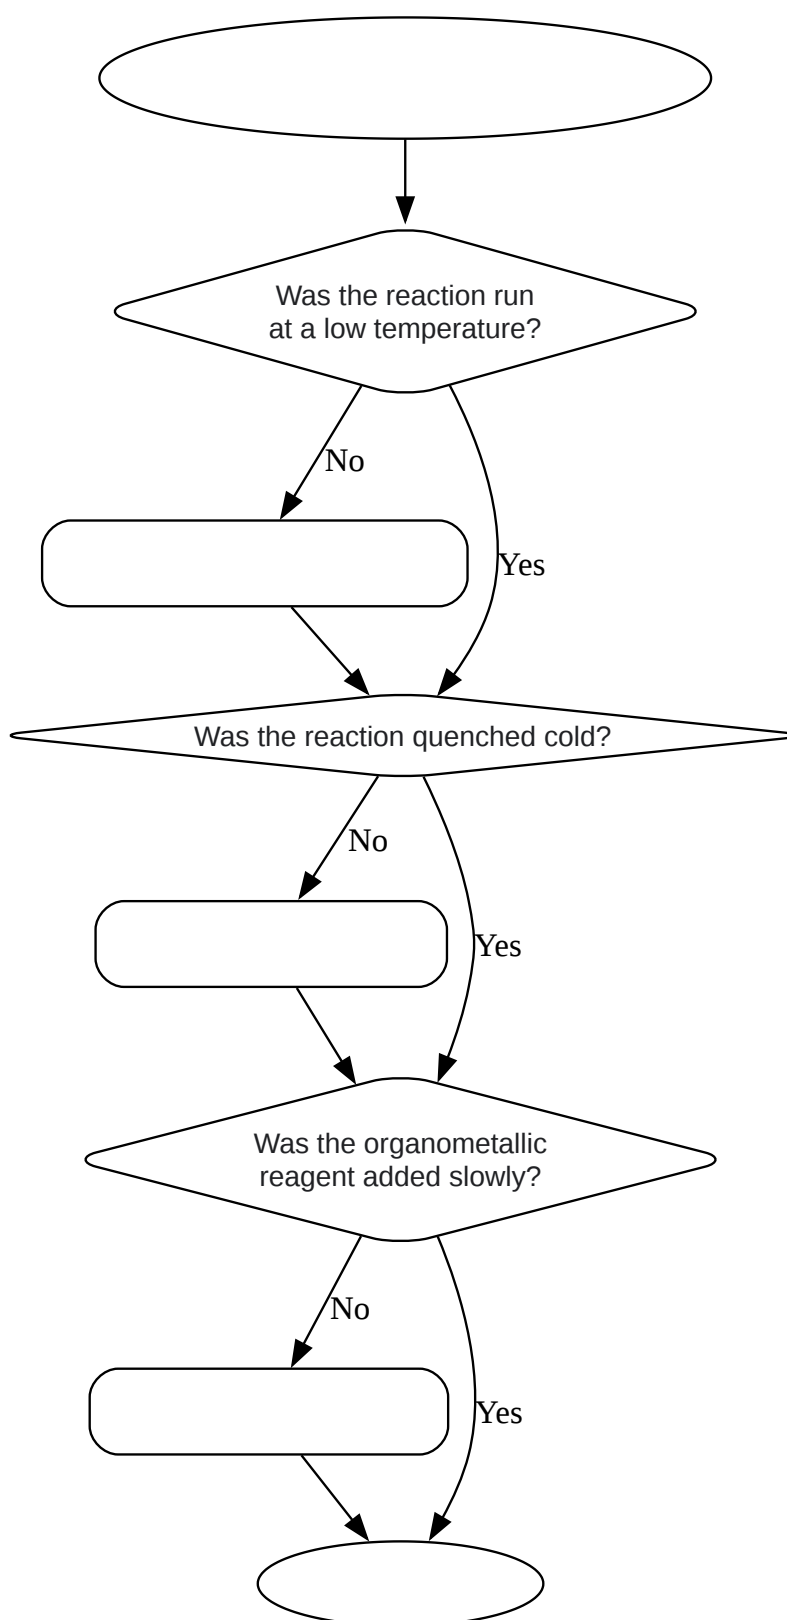 Was the reaction run
at a low temperature?
No
Yes
Was the reaction quenched cold?
No
Yes
Was the organometallic
reagent added slowly?
No
Yes